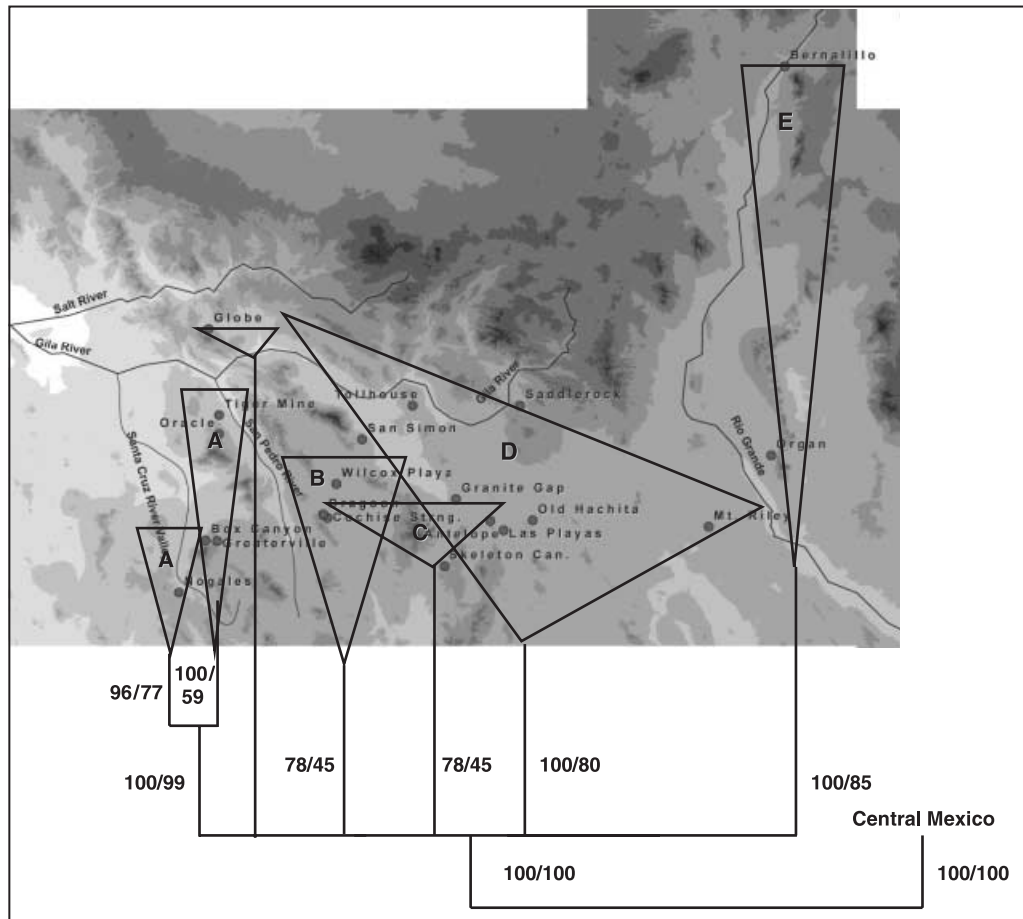 Bernalillo
E
Salt River
Globe
Gila River
Gila River
Tollhouse
Saddlerock
Tiger Mine
Oracle
A
San Simon
D
Organ
Santa Cruz River Valley
San Pedro River
Rio Grande
B
Wilcox Playa
Granite Gap
Dragoon
Cochise Strng.
Old Hachita
Mt. Riley
C
Antelope
Las Playas
Box Canyon
Greaterville
A
Skeleton Can.
Nogales
96/77
100/
59
100/99
78/45
78/45
100/80
100/85
Central Mexico
100/100
100/100